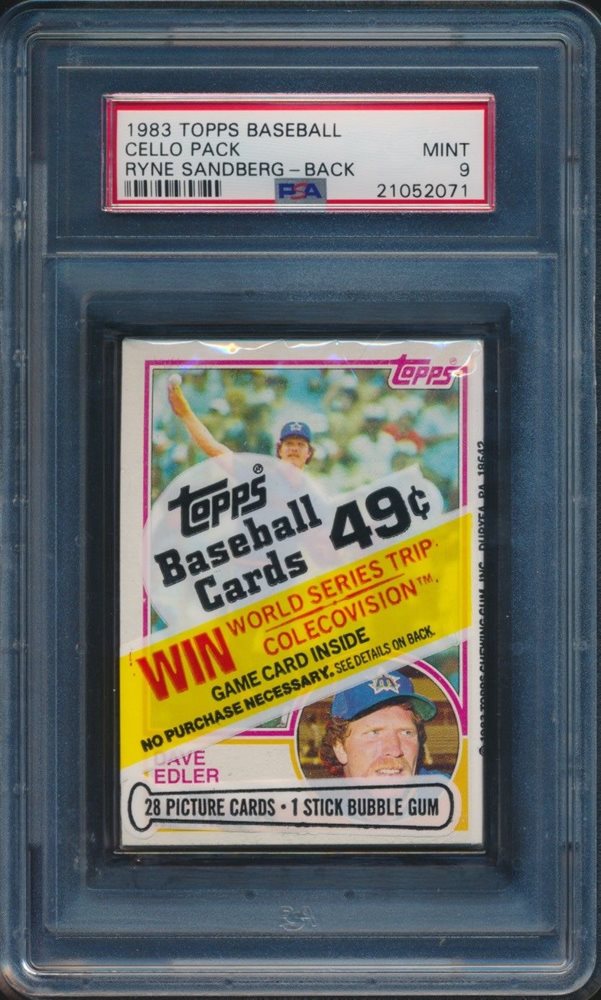 1983 TOPPS BASEBALL
CELLO PACK MINT
RYNE SANDBERG - BACK 9
PSA 21052071
topps®
topps®
Baseball
Cards 49¢
WIN WORLD SERIES TRIP
COLECOVISION™.
GAME CARD INSIDE
NO PURCHASE NECESSARY. SEE DETAILS ON BACK.
DAVE
EDLER
28 PICTURE CARDS • 1 STICK BUBBLE GUM
© 1983 TOPPS CHEWING GUM, INC., DURYEA, PA. 18642
PSA